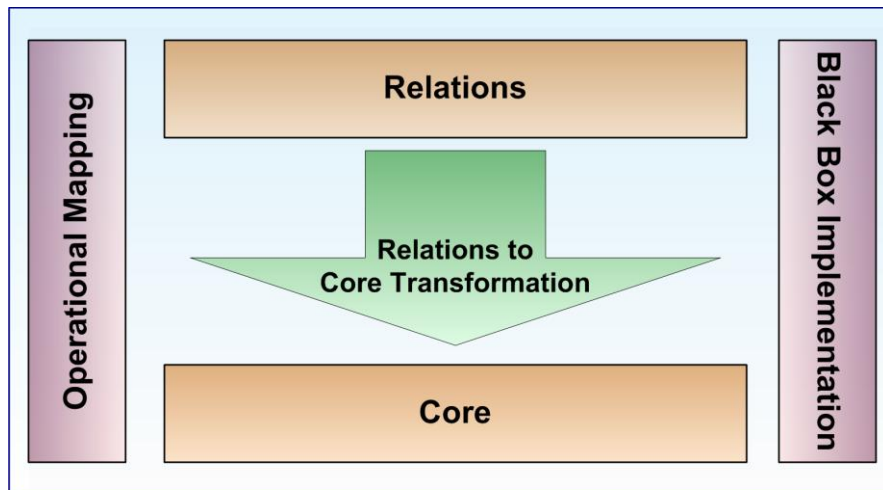 Operational Mapping
Relations
Relations to
Core Transformation
Core
Black Box Implementation